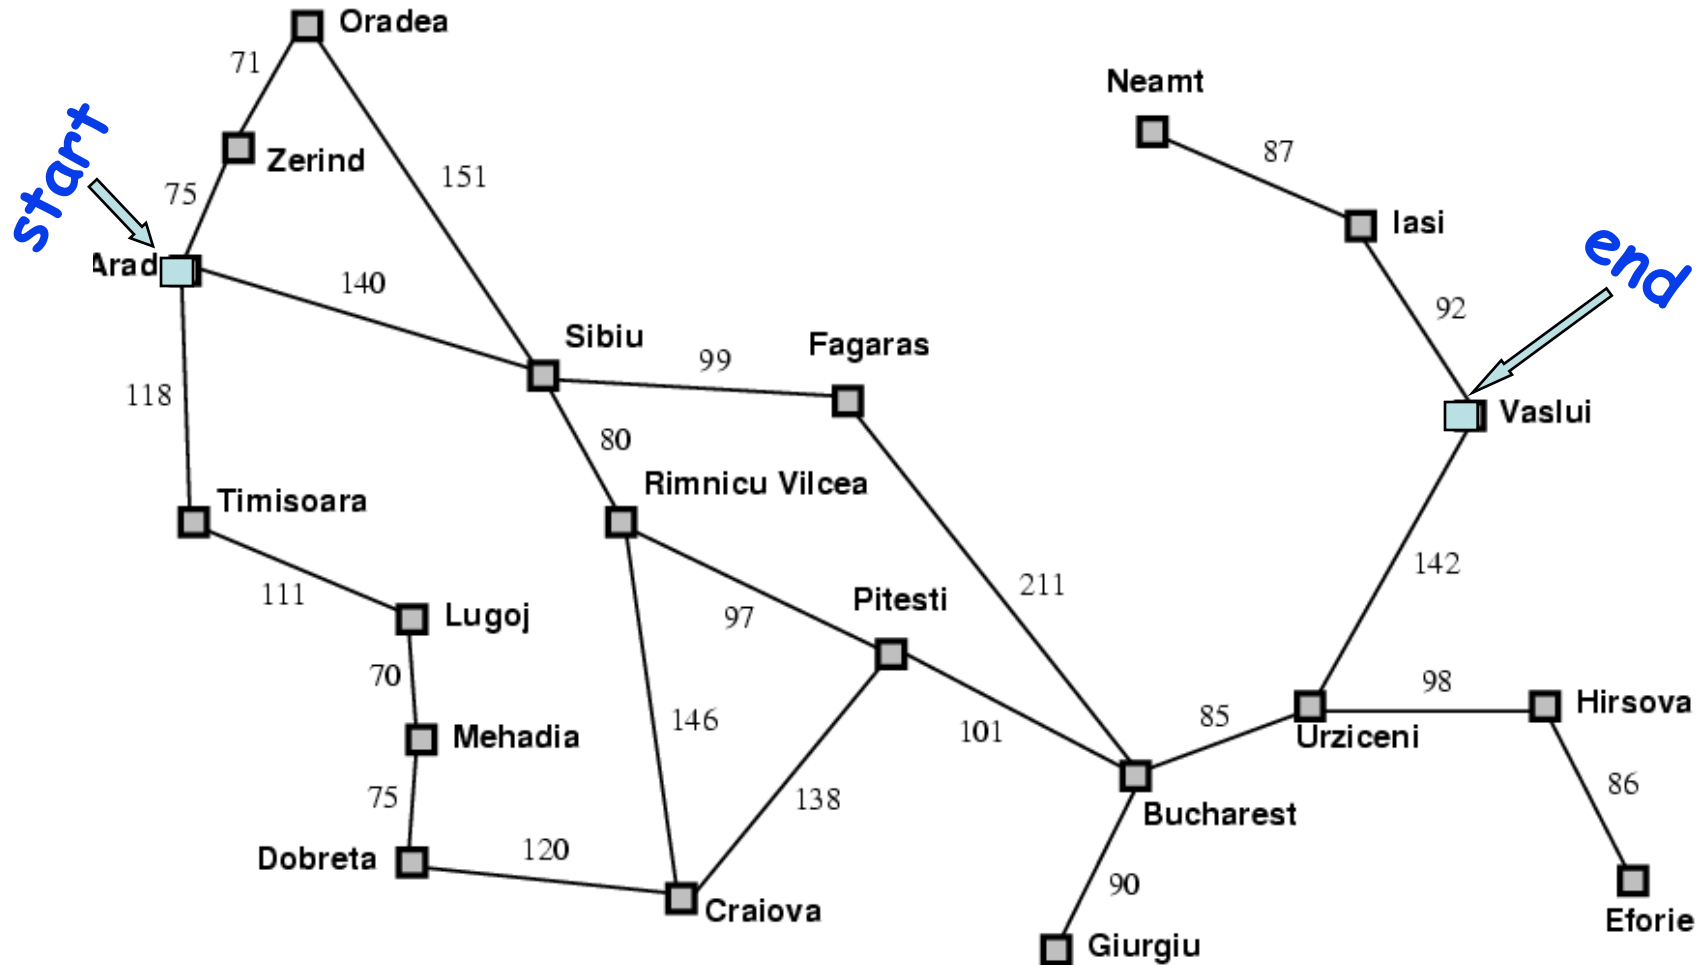 Oradea
71
Neamt
start
87
Zerind
151
75
Iasi
end
Arad
140
92
Sibiu
Fagaras
99
118
Vaslui
80
Rimnicu Vilcea
Timisoara
142
111
211
Pitesti
Lugoj
97
70
98
Hirsova
146
85
101
Mehadia
Urziceni
86
75
138
Bucharest
Dobreta
120
90
Craiova
Eforie
Giurgiu